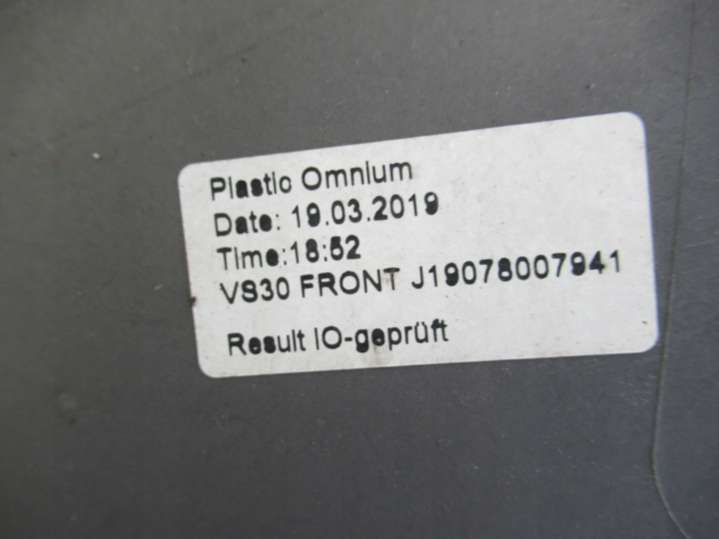 Plastic Omnium
Date: 19.03.2019
Time:18:52
VS30 FRONT J19078007941
Result IO-geprüft